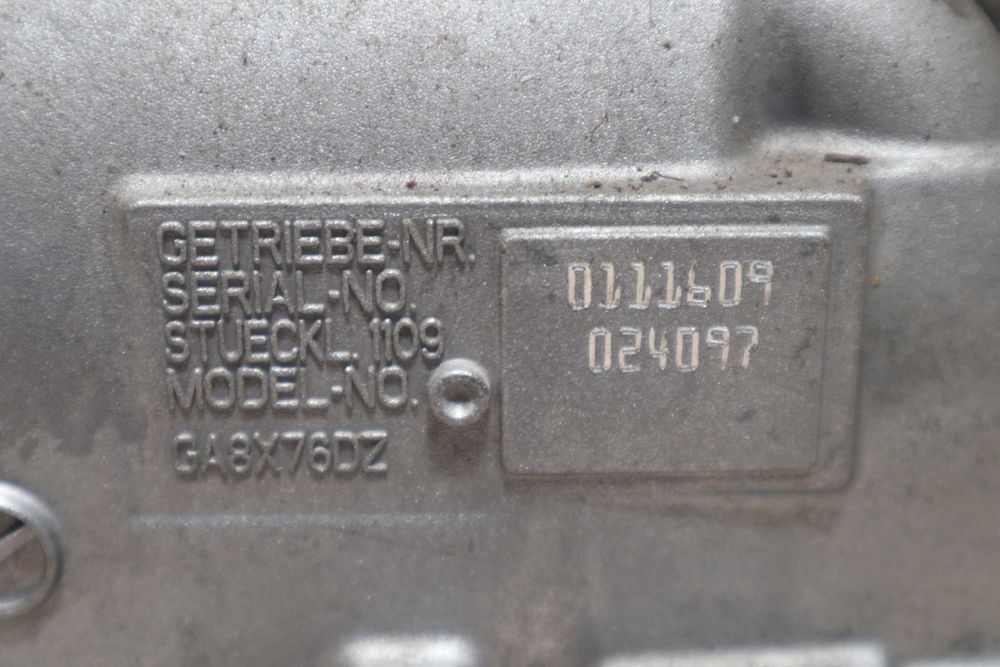 GETRIEBE-NR.
SERIAL-NO.
STUECKL. 1109
MODEL-NO.
GA8X76DZ
0111609
024097